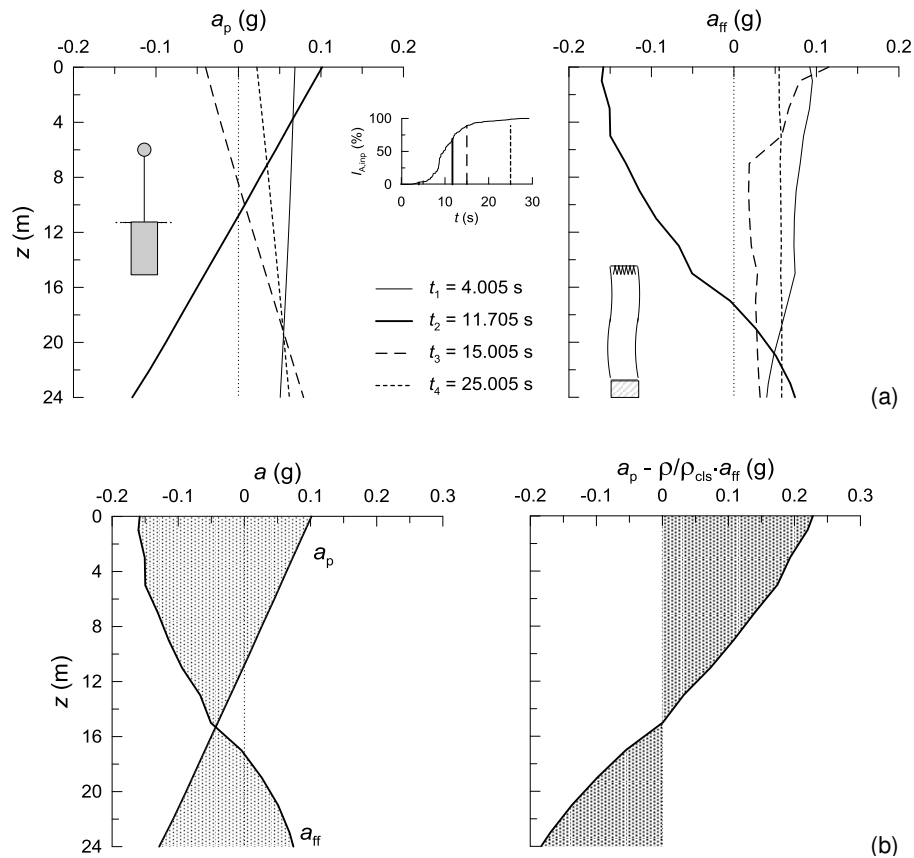 a_p (g)
-0.2 -0.1 0 0.1 0.2
z (m)
0
4
8
12
16
20
24
I_A,inp (%)
100
50
0
0 10 20 30
t (s)
t_1 = 4.005 s
t_2 = 11.705 s
t_3 = 15.005 s
t_4 = 25.005 s
a_ff (g)
-0.2 -0.1 0 0.1 0.2
(a)
a (g)
-0.2 -0.1 0 0.1 0.2 0.3
z (m)
0
4
8
12
16
20
24
a_p
a_ff
a_p - ρ/ρ_cls·a_ff (g)
-0.2 -0.1 0 0.1 0.2 0.3
(b)